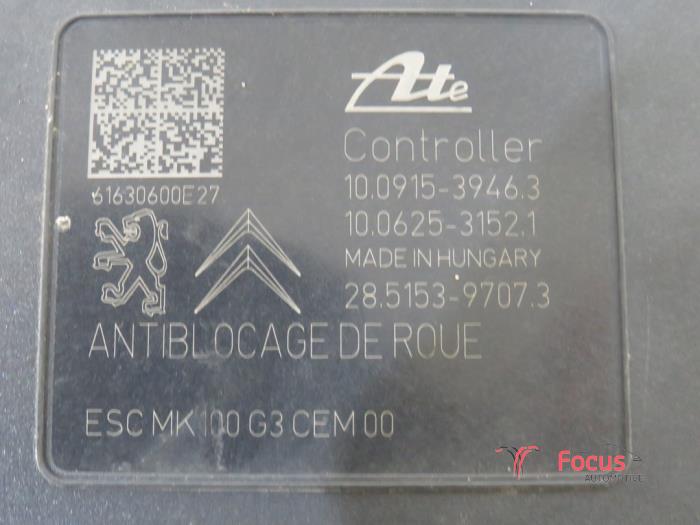 Ate
Controller
61630600E27
10.0915-3946.3
10.0625-3152.1
MADE IN HUNGARY
28.5153-9707.3
ANTIBLOCAGE DE ROUE
ESC MK 100 G3 CEM 00
Focus
AUTOMOTIVE